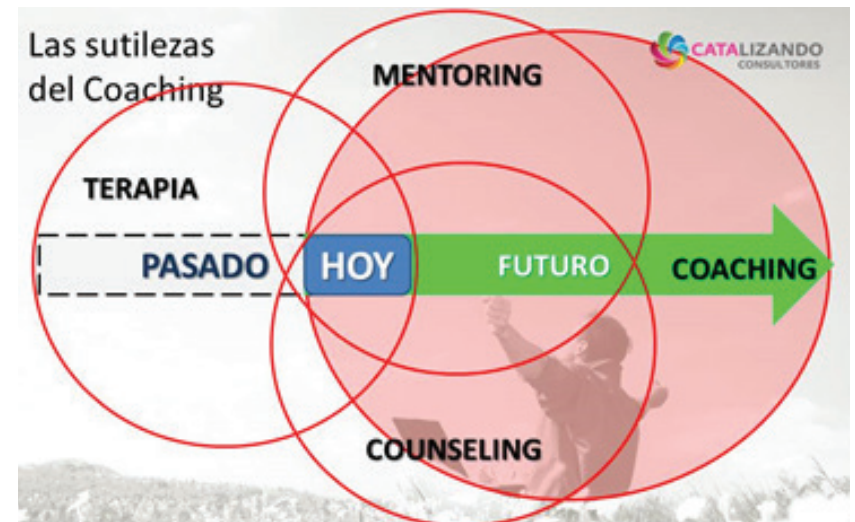 Las sutilezas
del Coaching
CATALIZANDO
CONSULTORES
MENTORING
TERAPIA
PASADO
HOY
FUTURO
COACHING
COUNSELING